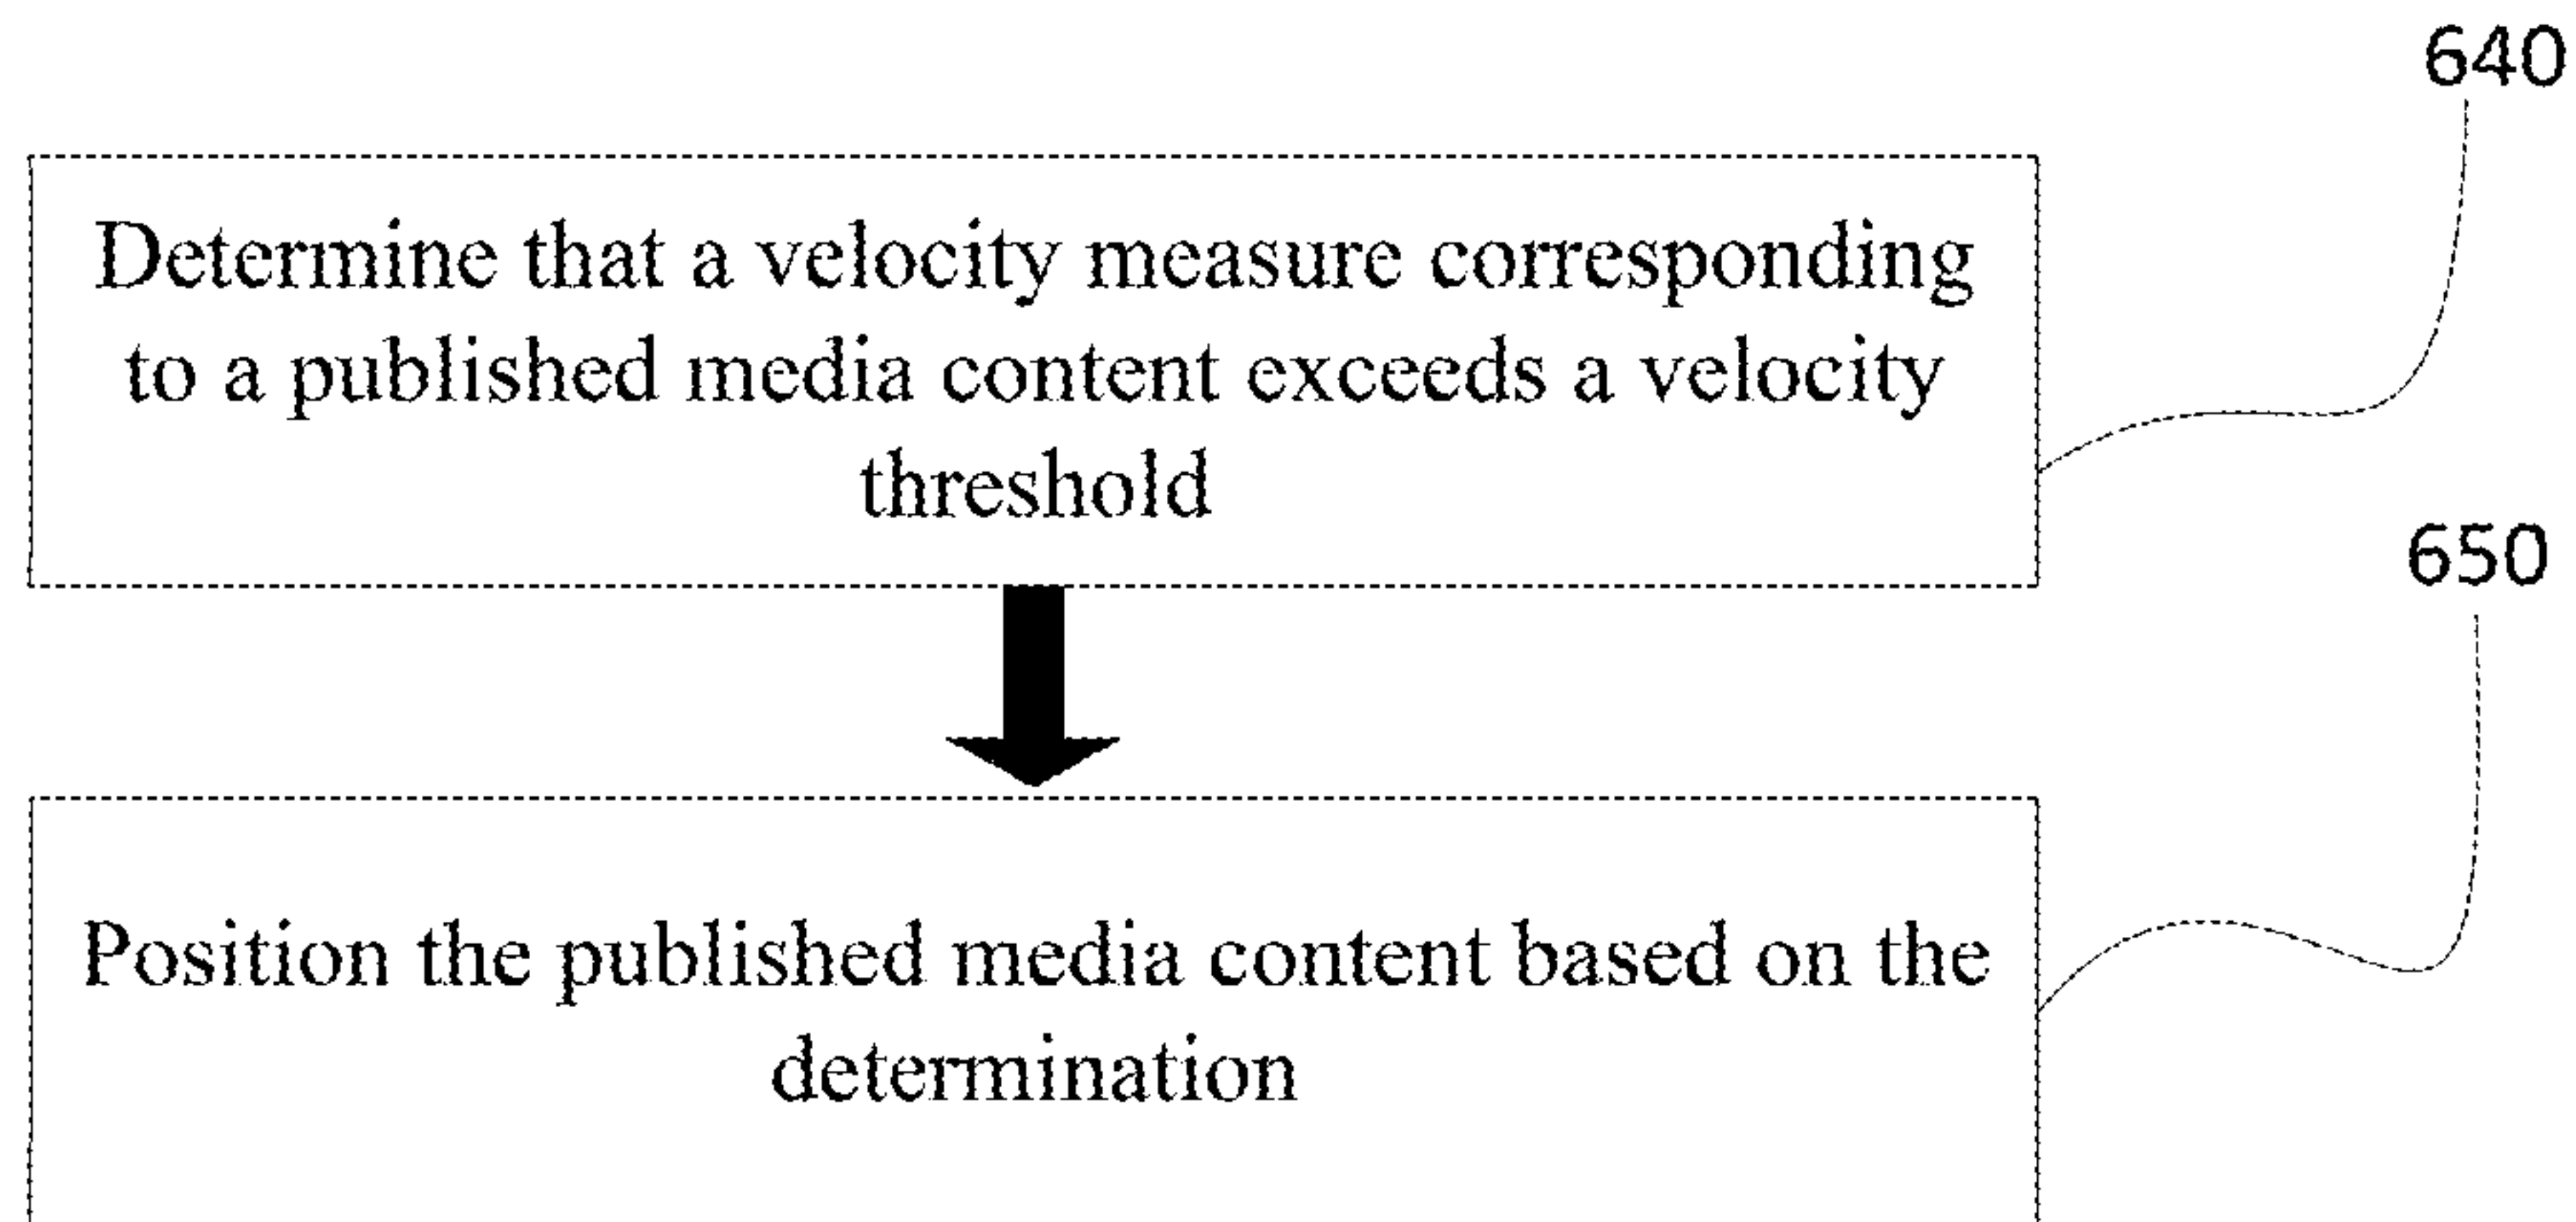 640
Determine that a velocity measure corresponding
to a published media content exceeds a velocity
threshold
650
Position the published media content based on the
determination